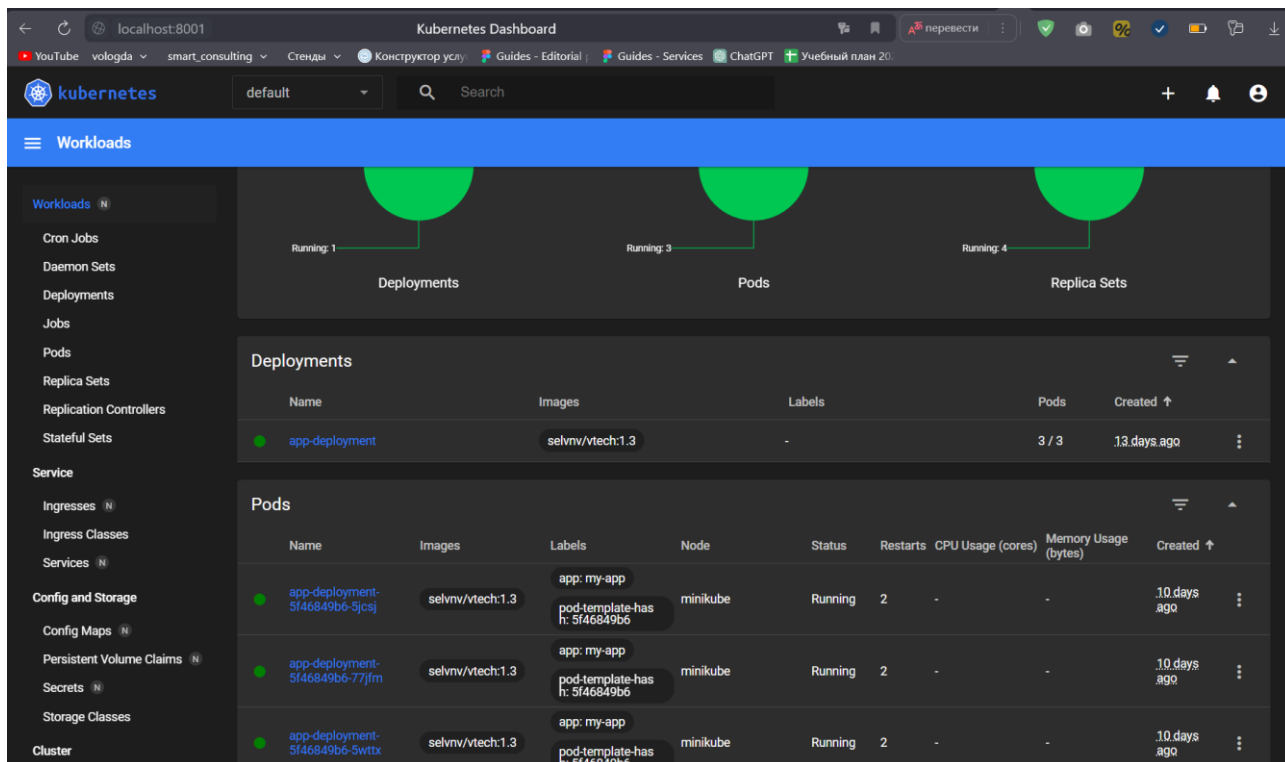 localhost:8001 Kubernetes Dashboard перевести
YouTube vologda smart_consulting Стенды Конструктор услу Guides - Editorial Guides - Services ChatGPT Учебный план 20
kubernetes default Search
Workloads
Workloads N
Cron Jobs
Daemon Sets
Deployments
Jobs
Pods
Replica Sets
Replication Controllers
Stateful Sets
Service
Ingresses N
Ingress Classes
Services N
Config and Storage
Config Maps N
Persistent Volume Claims N
Secrets N
Storage Classes
Cluster
Running: 1 Running: 3 Running: 4
Deployments Pods Replica Sets
Deployments
Name Images Labels Pods Created ↑
app-deployment selvnv/vtech:1.3 - 3 / 3 13 days ago
Pods
Name Images Labels Node Status Restarts CPU Usage (cores) Memory Usage
(bytes) Created ↑
app: my-app
app-deployment-
5f46849b6-5jcsj selvnv/vtech:1.3 pod-template-has
h: 5f46849b6 minikube Running 2 - - 10 days
ago
app: my-app
app-deployment-
5f46849b6-77jfm selvnv/vtech:1.3 pod-template-has
h: 5f46849b6 minikube Running 2 - - 10 days
ago
app: my-app
app-deployment-
5f46849b6-5wttx selvnv/vtech:1.3 pod-template-has
h: 5f46849b6 minikube Running 2 - - 10 days
ago